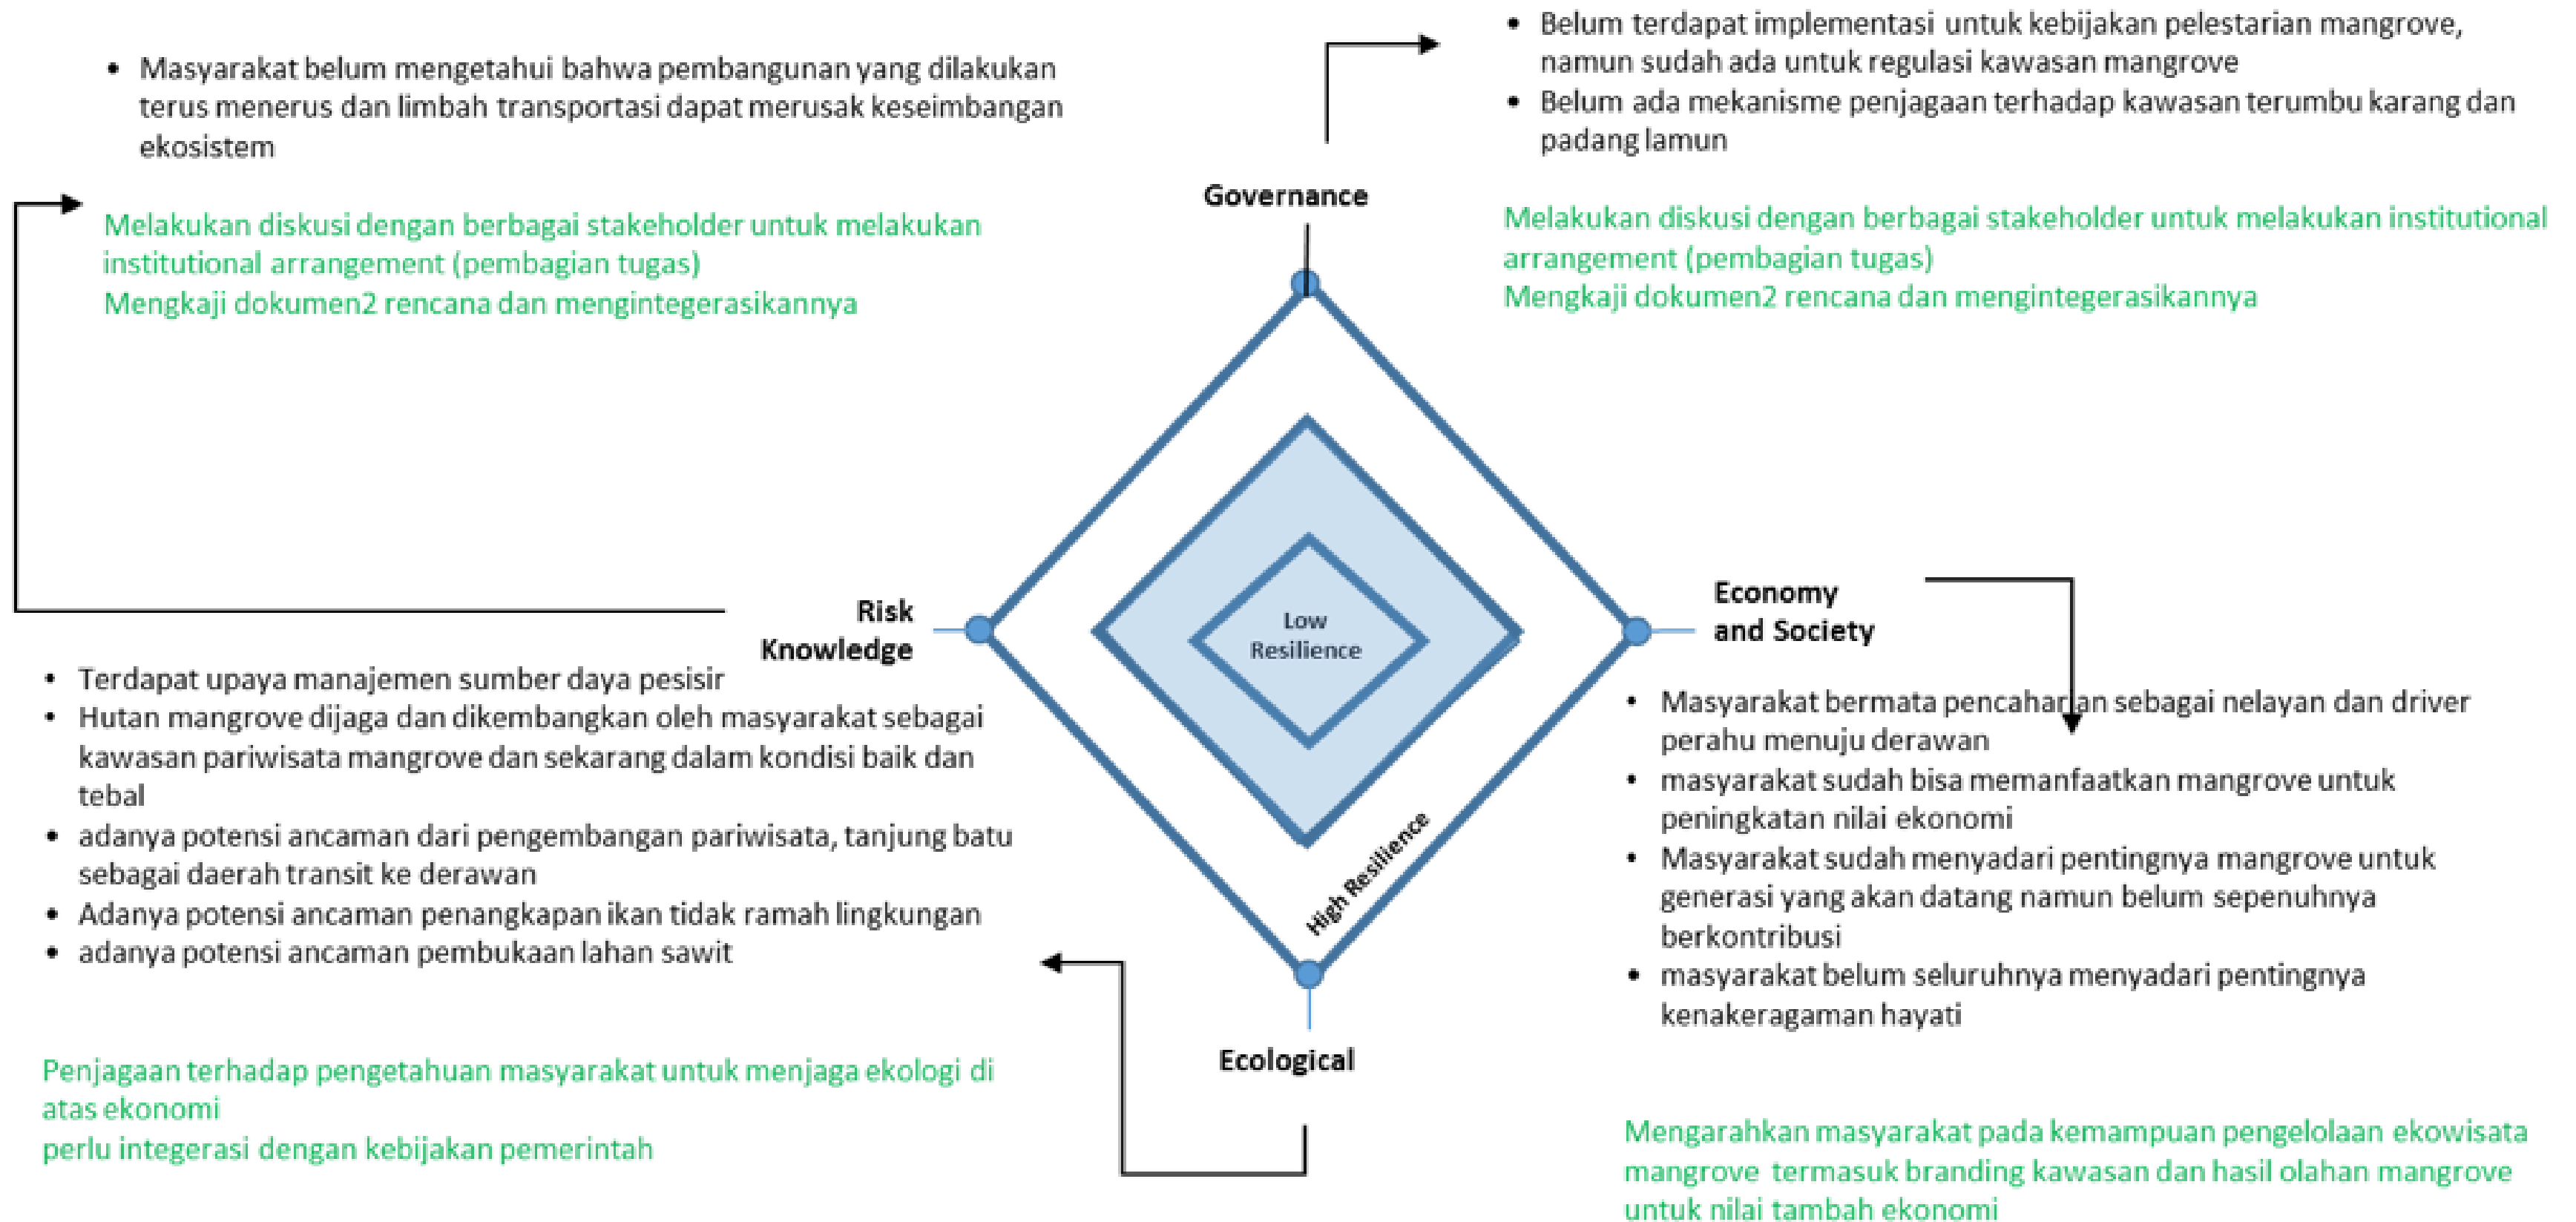 • Masyarakat belum mengetahui bahwa pembangunan yang dilakukan
terus menerus dan limbah transportasi dapat merusak keseimbangan
ekosistem
Melakukan diskusi dengan berbagai stakeholder untuk melakukan
institutional arrangement (pembagian tugas)
Mengkaji dokumen2 rencana dan mengintegerasikannya
• Belum terdapat implementasi untuk kebijakan pelestarian mangrove,
namun sudah ada untuk regulasi kawasan mangrove
• Belum ada mekanisme penjagaan terhadap kawasan terumbu karang dan
padang lamun
Melakukan diskusi dengan berbagai stakeholder untuk melakukan institutional
arrangement (pembagian tugas)
Mengkaji dokumen2 rencana dan mengintegerasikannya
Governance
Risk
Knowledge
Low
Resilience
High Resilience
Economy
and Society
Ecological
• Terdapat upaya manajemen sumber daya pesisir
• Hutan mangrove dijaga dan dikembangkan oleh masyarakat sebagai
kawasan pariwisata mangrove dan sekarang dalam kondisi baik dan
tebal
• adanya potensi ancaman dari pengembangan pariwisata, tanjung batu
sebagai daerah transit ke derawan
• Adanya potensi ancaman penangkapan ikan tidak ramah lingkungan
• adanya potensi ancaman pembukaan lahan sawit
Penjagaan terhadap pengetahuan masyarakat untuk menjaga ekologi di
atas ekonomi
perlu integerasi dengan kebijakan pemerintah
• Masyarakat bermata pencaharian sebagai nelayan dan driver
perahu menuju derawan
• masyarakat sudah bisa memanfaatkan mangrove untuk
peningkatan nilai ekonomi
• Masyarakat sudah menyadari pentingnya mangrove untuk
generasi yang akan datang namun belum sepenuhnya
berkontribusi
• masyarakat belum seluruhnya menyadari pentingnya
kenakeragaman hayati
Mengarahkan masyarakat pada kemampuan pengelolaan ekowisata
mangrove termasuk branding kawasan dan hasil olahan mangrove
untuk nilai tambah ekonomi